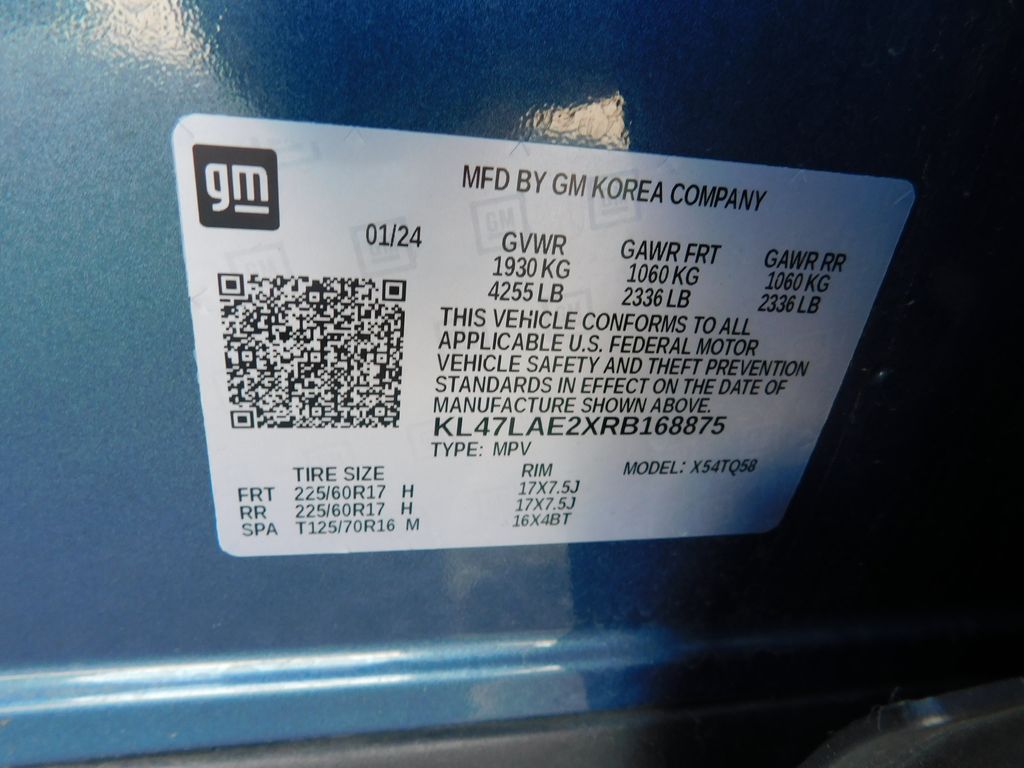 gm
MFD BY GM KOREA COMPANY
01/24
GVWR GAWR FRT GAWR RR
1930 KG 1060 KG 1060 KG
4255 LB 2336 LB 2336 LB
THIS VEHICLE CONFORMS TO ALL
APPLICABLE U.S. FEDERAL MOTOR
VEHICLE SAFETY AND THEFT PREVENTION
STANDARDS IN EFFECT ON THE DATE OF
MANUFACTURE SHOWN ABOVE.
KL47LAE2XRB168875
TYPE: MPV MODEL: X54TQ58
TIRE SIZE RIM
FRT 225/60R17 H 17X7.5J
RR 225/60R17 H 17X7.5J
SPA T125/70R16 M 16X4BT